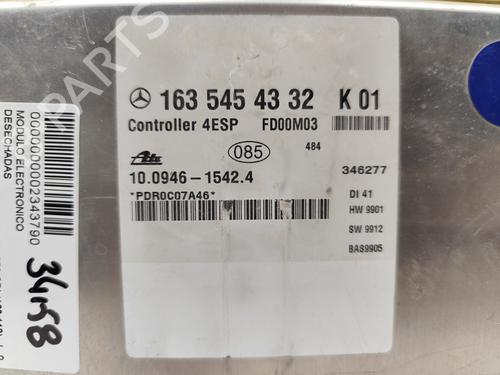 163 545 43 32 K 01
Controller 4ESP FD00M03
Ate 085 484
10.0946-1542.4 346277
*PDR0C07A46* DI 41
HW 9901
SW 9912
BAS9905
0000000002343790
MODULO ELECTRONICO
DESECHADAS
34158
B-PARTS